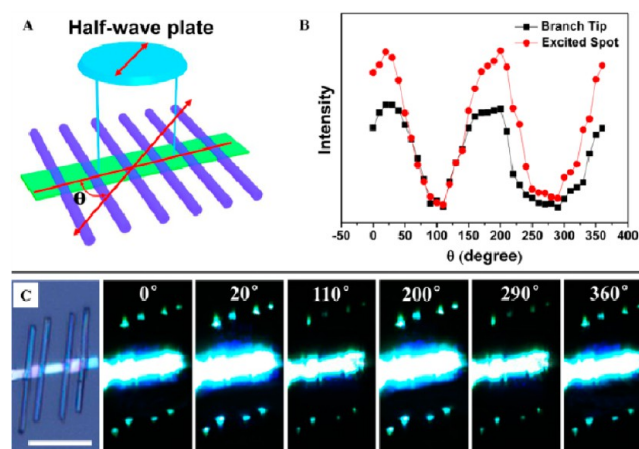 A
Half-wave plate
θ
B
Branch Tip
Excited Spot
Intensity
-50 0 50 100 150 200 250 300 350 400
θ (degree)
C
0° 20° 110° 200° 290° 360°